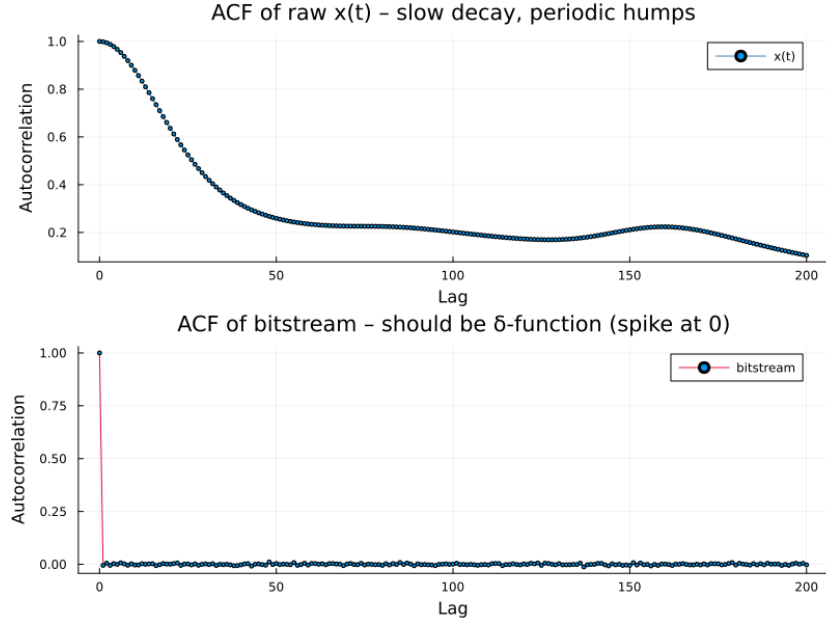 ACF of raw x(t) – slow decay, periodic humps
1.0
0.8
0.6
0.4
0.2
Autocorrelation
x(t)
0 50 100 150 200
Lag
ACF of bitstream – should be δ-function (spike at 0)
1.00
0.75
0.50
0.25
0.00
Autocorrelation
bitstream
0 50 100 150 200
Lag